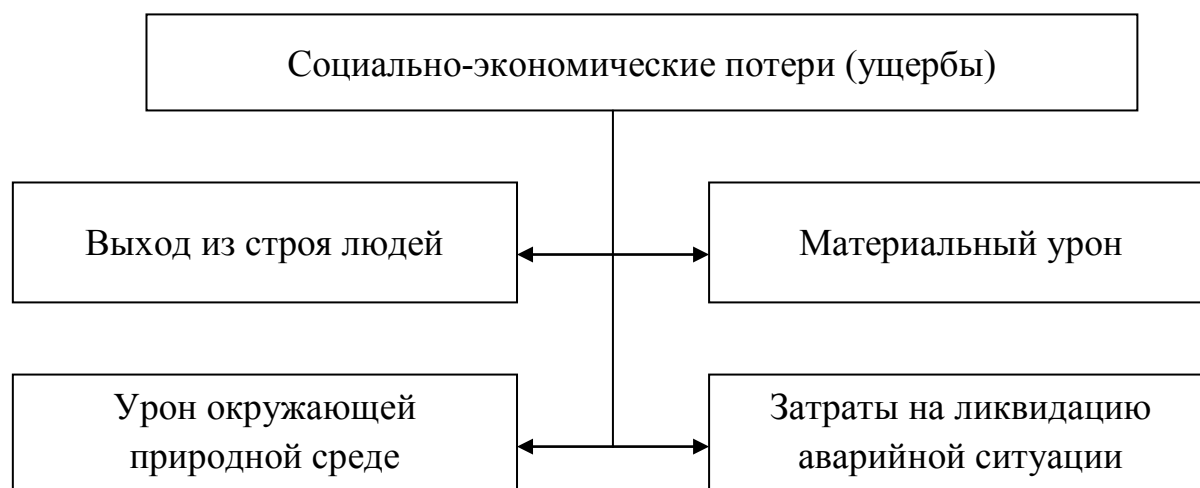 Социально-экономические потери (ущербы)
Выход из строя людей
Материальный урон
Урон окружающей
природной среде
Затраты на ликвидацию
аварийной ситуации